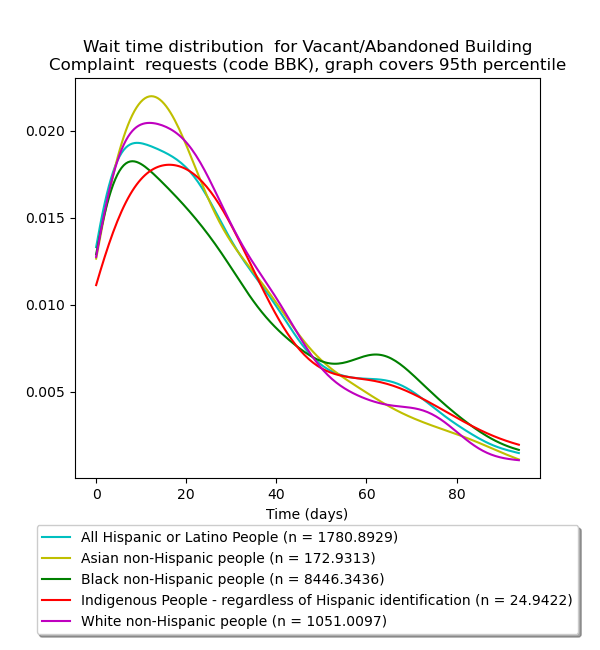 Wait time distribution  for Vacant/Abandoned Building
Complaint  requests (code BBK), graph covers 95th percentile
0.020
0.015
0.010
0.005
0 20 40 60 80
Time (days)
All Hispanic or Latino People (n = 1780.8929)
Asian non-Hispanic people (n = 172.9313)
Black non-Hispanic people (n = 8446.3436)
Indigenous People - regardless of Hispanic identification (n = 24.9422)
White non-Hispanic people (n = 1051.0097)